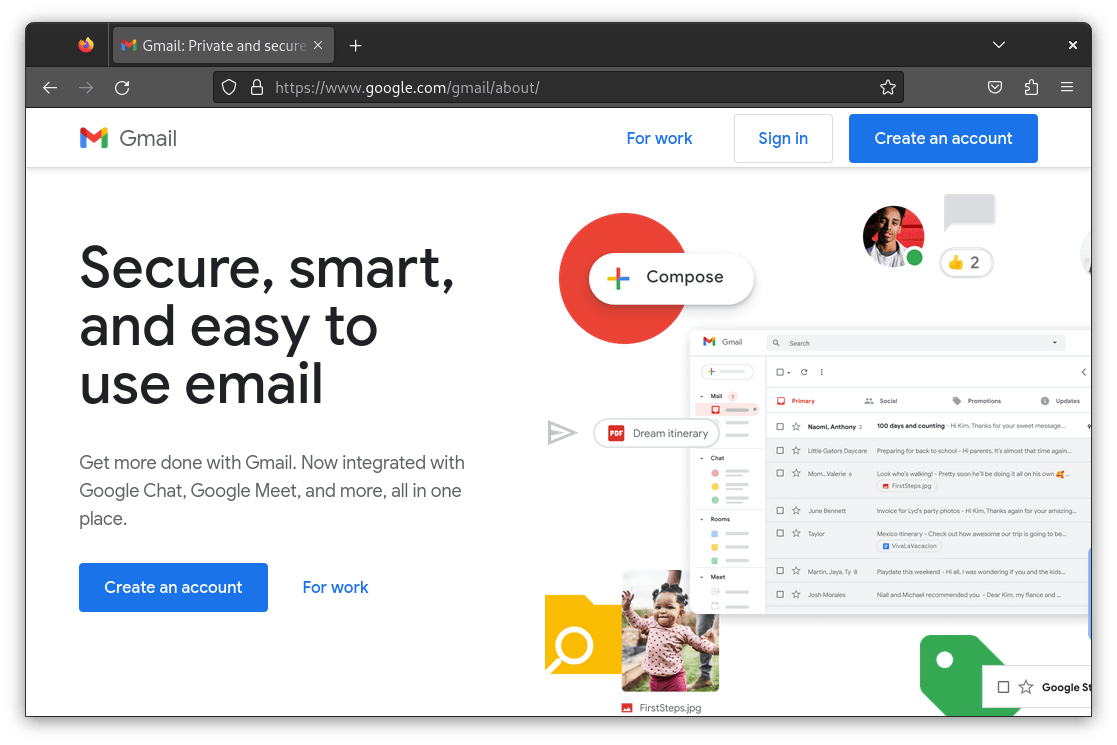 Gmail: Private and secure
https://www.google.com/gmail/about/
Gmail
For work
Sign in
Create an account
Secure, smart,
and easy to
use email
Get more done with Gmail. Now integrated with
Google Chat, Google Meet, and more, all in one
place.
Create an account
For work
Compose
👍 2
Gmail
Search
Mail 1
Primary
Social
Promotions
Updates
Naomi, Anthony 2
100 days and counting - Hi Kim, Thanks for your sweet message...
Little Gators Daycare
Preparing for back to school - Hi parents, It's almost that time again...
Mom...Valerie 6
Look who's walking! - Pretty soon he'll be doing it all on his own 🥰...
FirstSteps.jpg
June Bennett
Invoice for Lyd's party photos - Hi Kim, Thanks again for your amazing...
Taylor
Mexico itinerary - Check out how awesome our trip is going to be...
VivaLaVacacion
Martin, Jaya, Ty 8
Playdate this weekend - Hi all, I was wondering if you and the kids...
Josh Morales
Niall and Michael recommended you - Dear Kim, my fiance and ...
Chat
Rooms
Meet
PDF Dream itinerary
FirstSteps.jpg
Google St